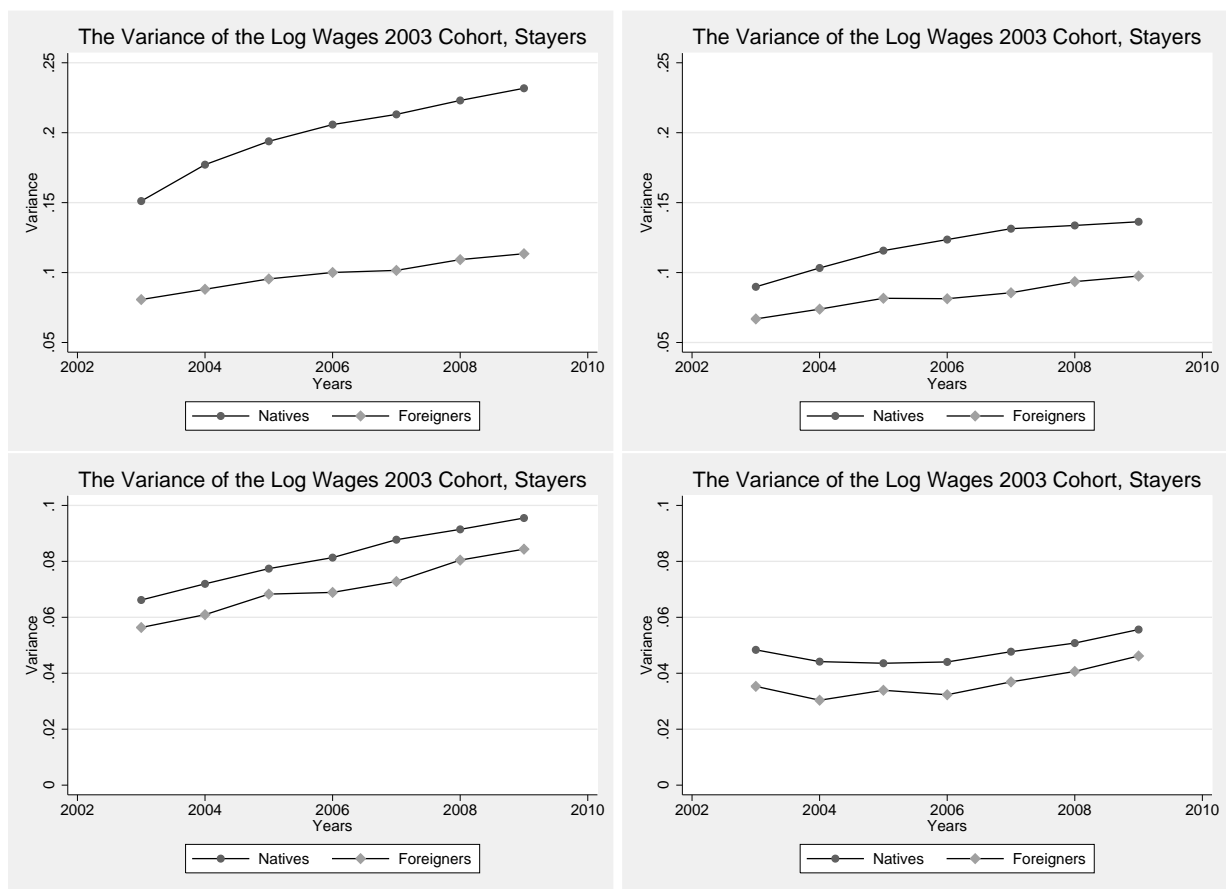 The Variance of the Log Wages 2003 Cohort, Stayers
.25
.2
.15
.1
.05
Variance
2002 2004 2006 2008 2010
Years
Natives Foreigners
The Variance of the Log Wages 2003 Cohort, Stayers
.25
.2
.15
.1
.05
Variance
2002 2004 2006 2008 2010
Years
Natives Foreigners
The Variance of the Log Wages 2003 Cohort, Stayers
.1
.08
.06
.04
.02
0
Variance
2002 2004 2006 2008 2010
Years
Natives Foreigners
The Variance of the Log Wages 2003 Cohort, Stayers
.1
.08
.06
.04
.02
0
Variance
2002 2004 2006 2008 2010
Years
Natives Foreigners